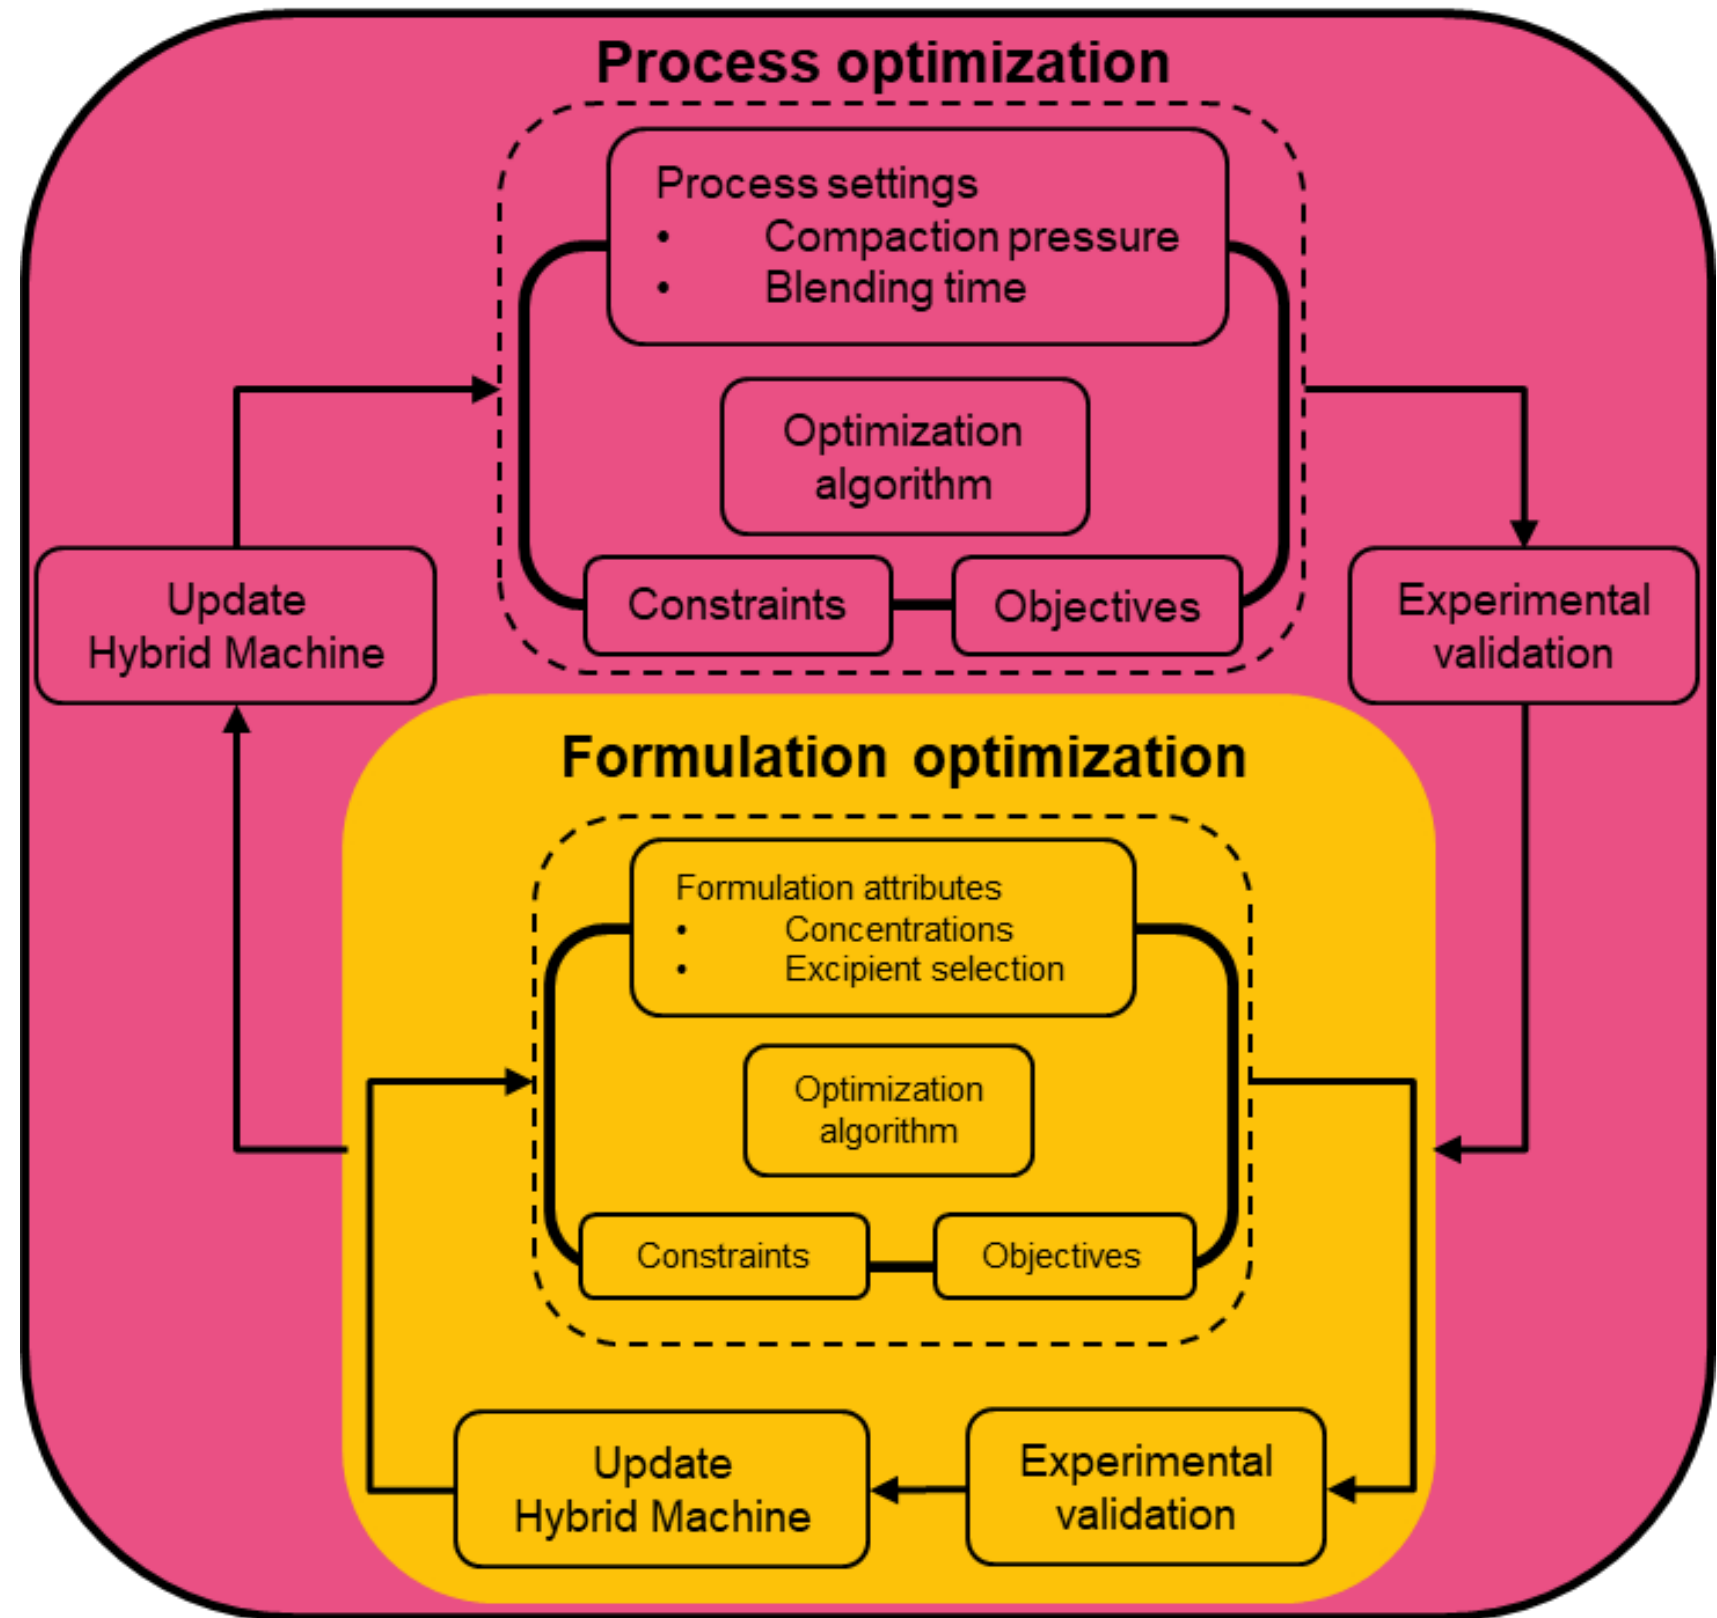 Process optimization
Process settings
• Compaction pressure
• Blending time
Optimization
algorithm
Constraints
Objectives
Update
Hybrid Machine
Experimental
validation
Formulation optimization
Formulation attributes
• Concentrations
• Excipient selection
Optimization
algorithm
Constraints
Objectives
Update
Hybrid Machine
Experimental
validation